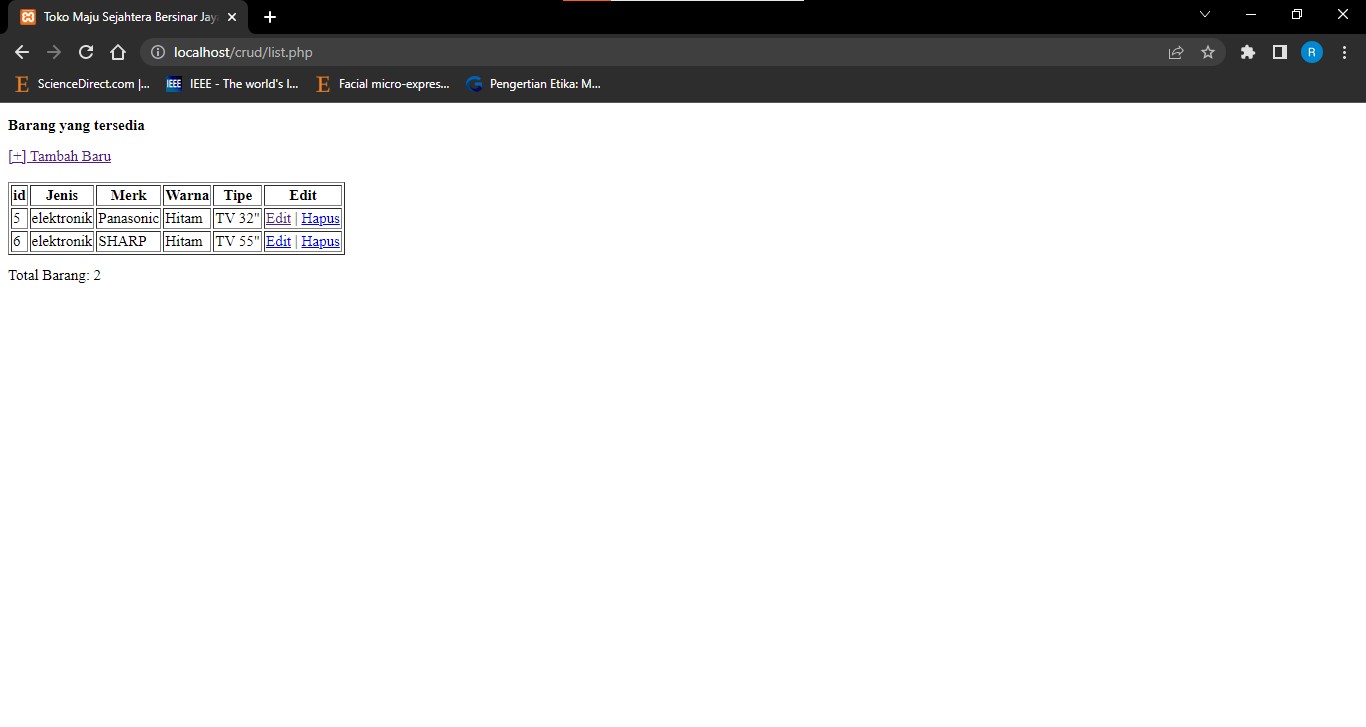 Toko Maju Sejahtera Bersinar Jaya
localhost/crud/list.php
R
ScienceDirect.com |... IEEE IEEE - The world's l... Facial micro-expres... Pengertian Etika: M...
Barang yang tersedia
[+] Tambah Baru
id Jenis Merk Warna Tipe Edit
5 elektronik Panasonic Hitam TV 32" Edit | Hapus
6 elektronik SHARP Hitam TV 55" Edit | Hapus
Total Barang: 2